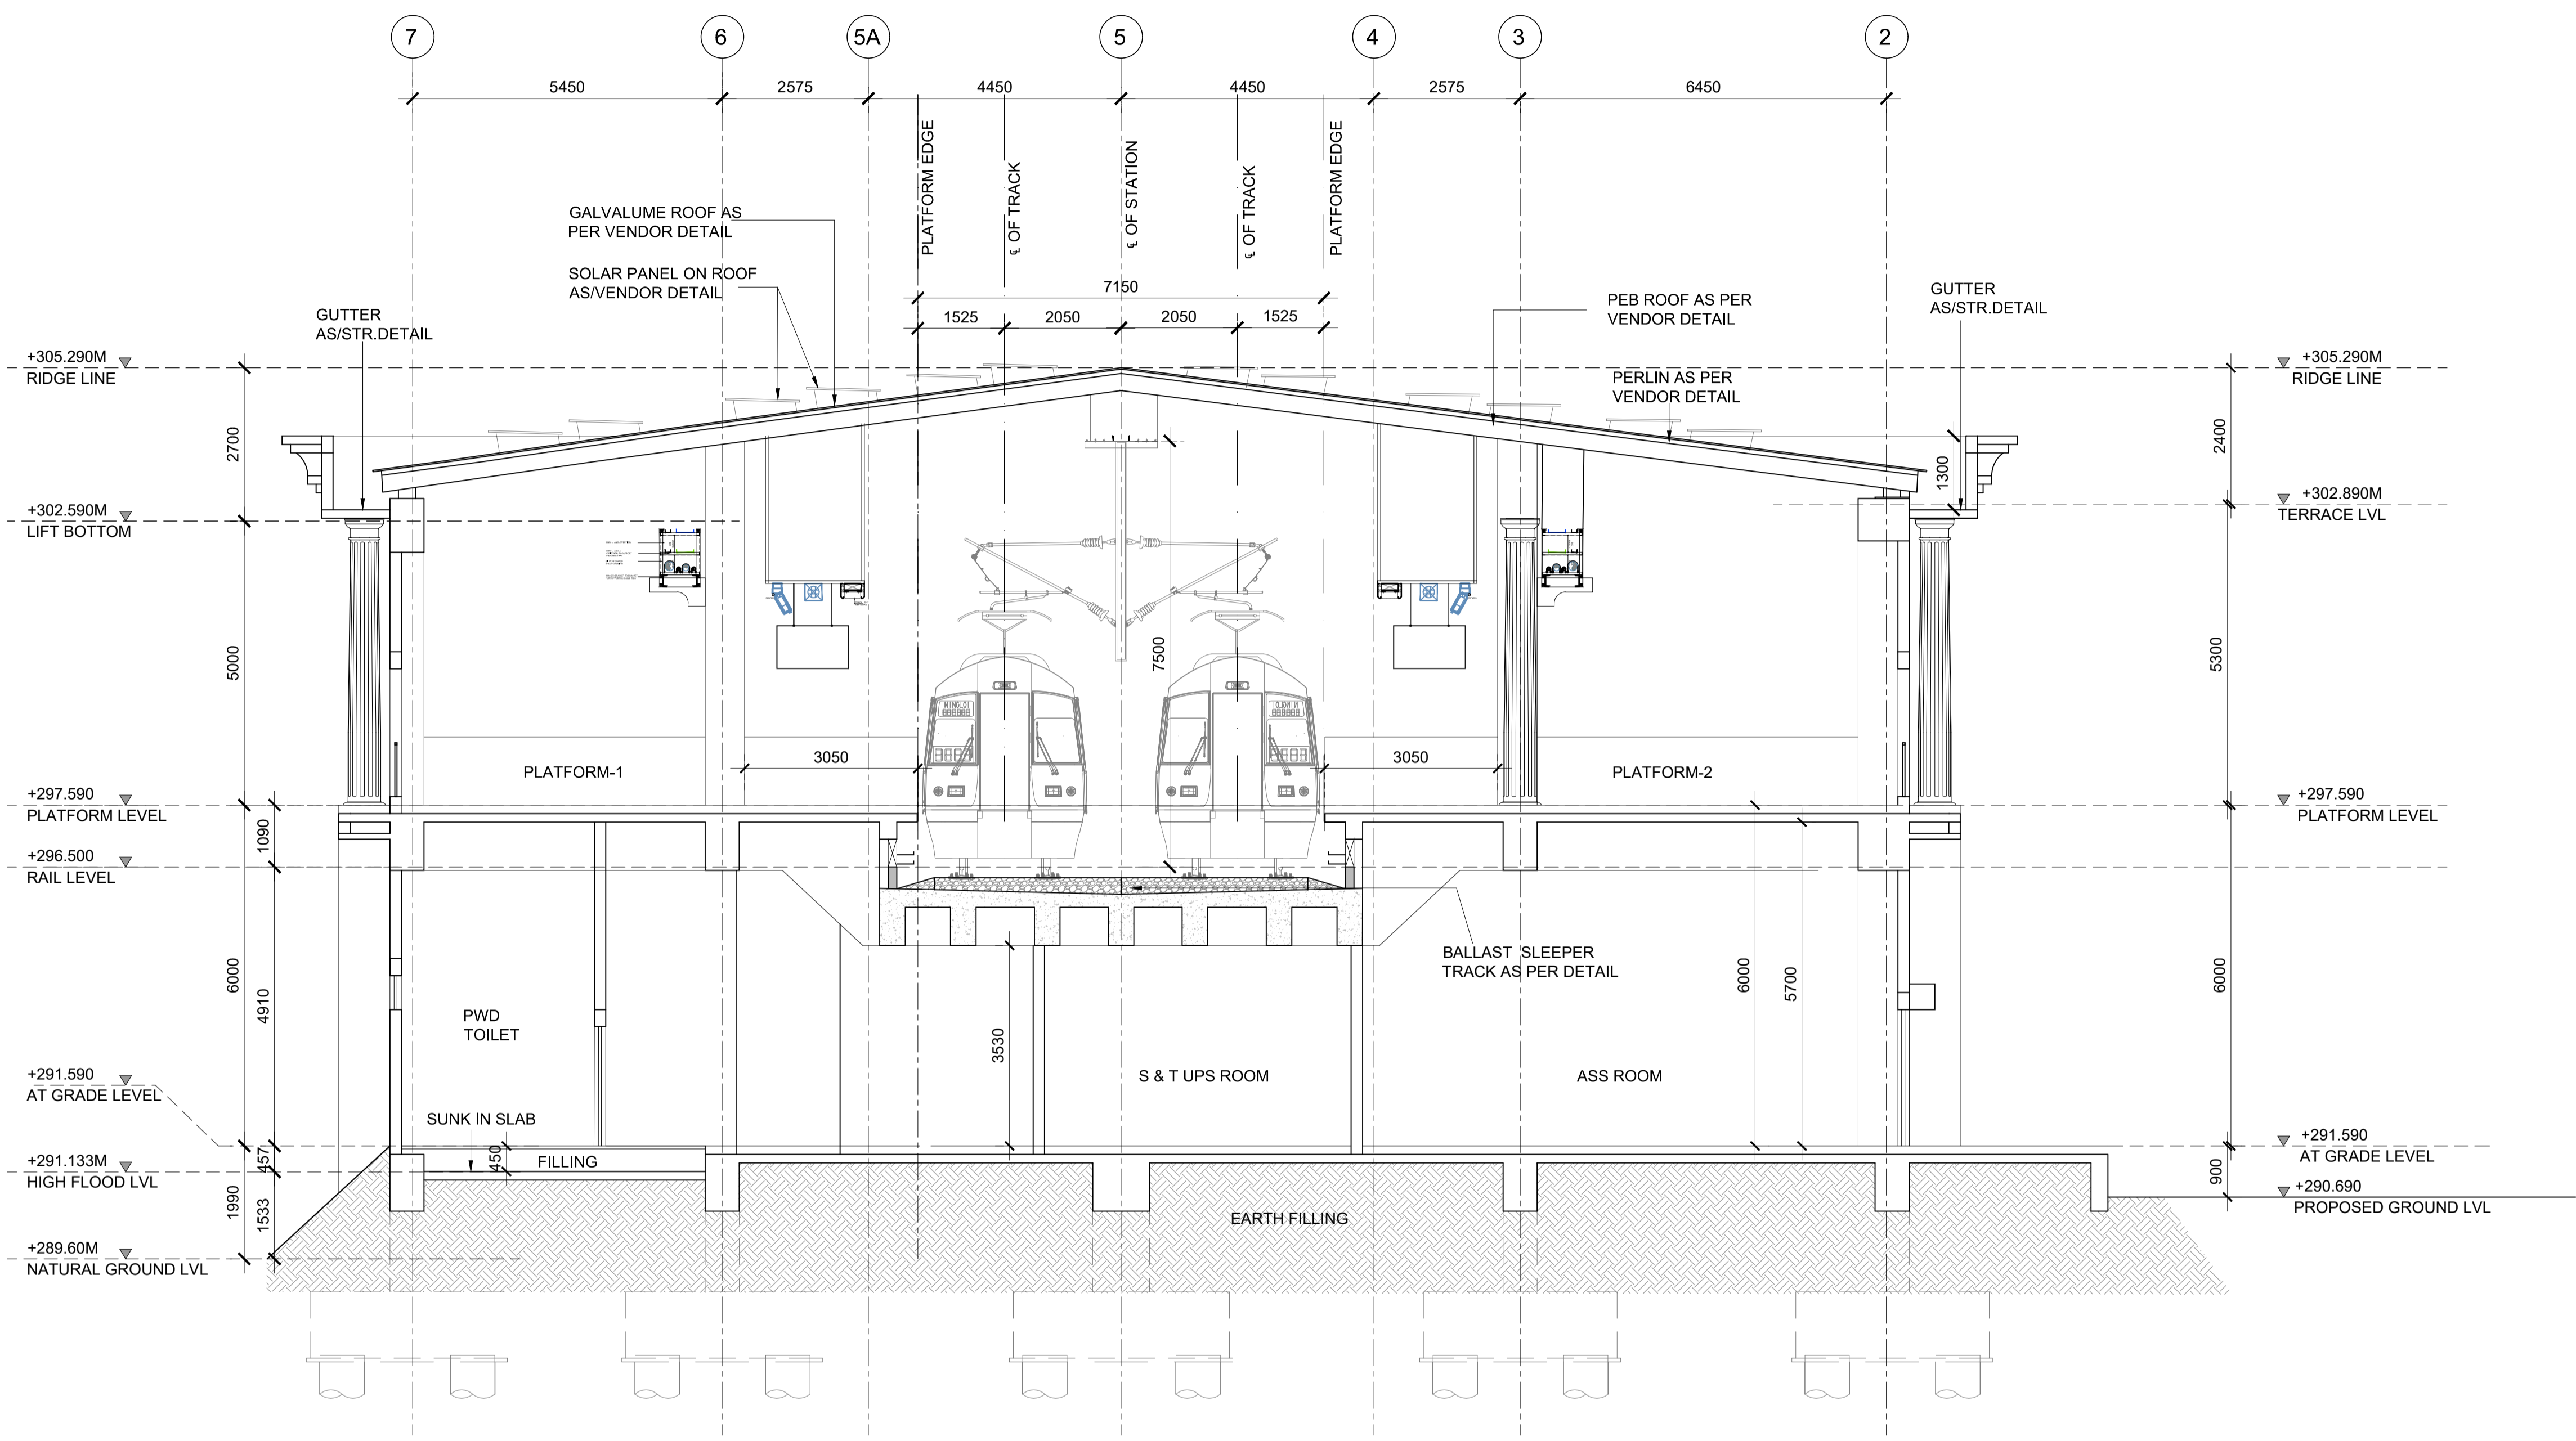 7
6
5A
5
4
3
2
5450
2575
4450
4450
2575
6450
PLATFORM EDGE
℄ OF TRACK
℄ OF STATION
℄ OF TRACK
PLATFORM EDGE
GALVALUME ROOF AS
PER VENDOR DETAIL
SOLAR PANEL ON ROOF
AS/VENDOR DETAIL
GUTTER
AS/STR.DETAIL
7150
1525
2050
2050
1525
PEB ROOF AS PER
VENDOR DETAIL
GUTTER
AS/STR.DETAIL
PERLIN AS PER
VENDOR DETAIL
+305.290M
RIDGE LINE
+305.290M
RIDGE LINE
2700
2400
1300
+302.590M
LIFT BOTTOM
+302.890M
TERRACE LVL
5000
7500
5300
3050
3050
PLATFORM-1
PLATFORM-2
+297.590
PLATFORM LEVEL
+297.590
PLATFORM LEVEL
1090
+296.500
RAIL LEVEL
BALLAST SLEEPER
TRACK AS PER DETAIL
6000
4910
3530
6000
5700
6000
PWD
TOILET
S & T UPS ROOM
ASS ROOM
+291.590
AT GRADE LEVEL
SUNK IN SLAB
450
FILLING
457
+291.133M
HIGH FLOOD LVL
1990
1533
+289.60M
NATURAL GROUND LVL
EARTH FILLING
+291.590
AT GRADE LEVEL
900
+290.690
PROPOSED GROUND LVL